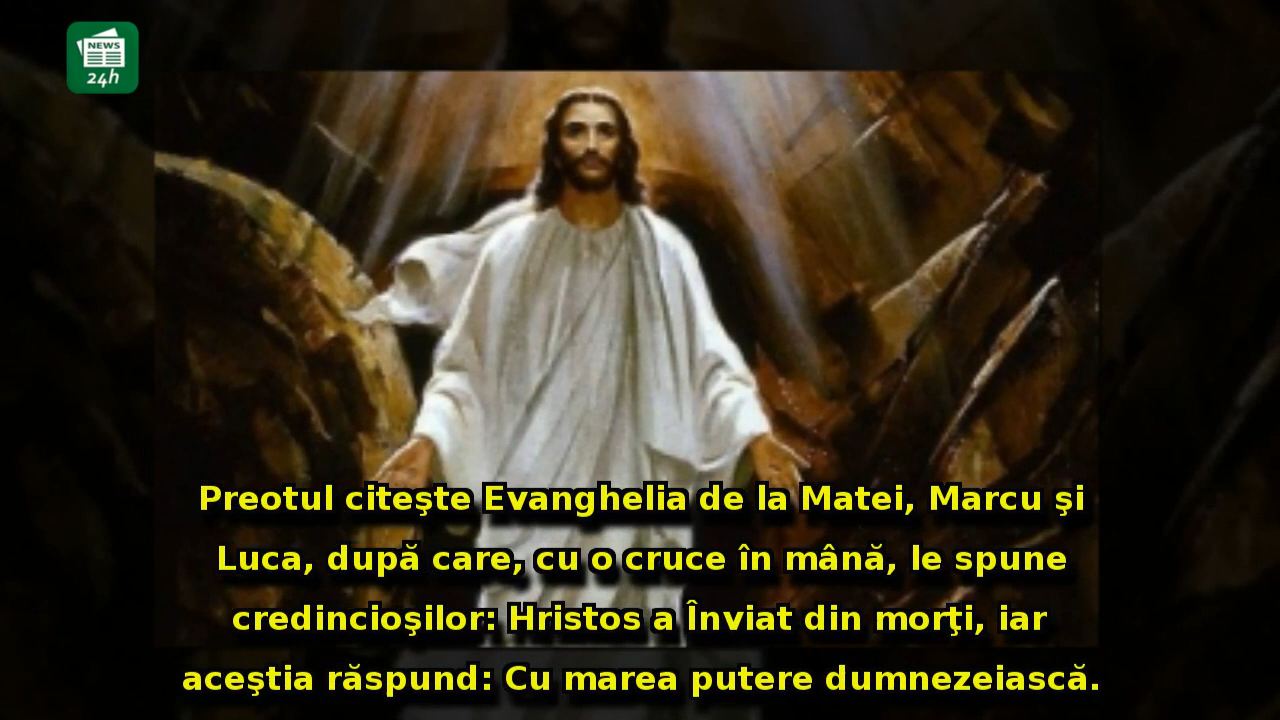 NEWS
24h
Preotul citeşte Evanghelia de la Matei, Marcu şi
Luca, după care, cu o cruce în mână, le spune
credincioşilor: Hristos a Înviat din morţi, iar
aceştia răspund: Cu marea putere dumnezeiască.